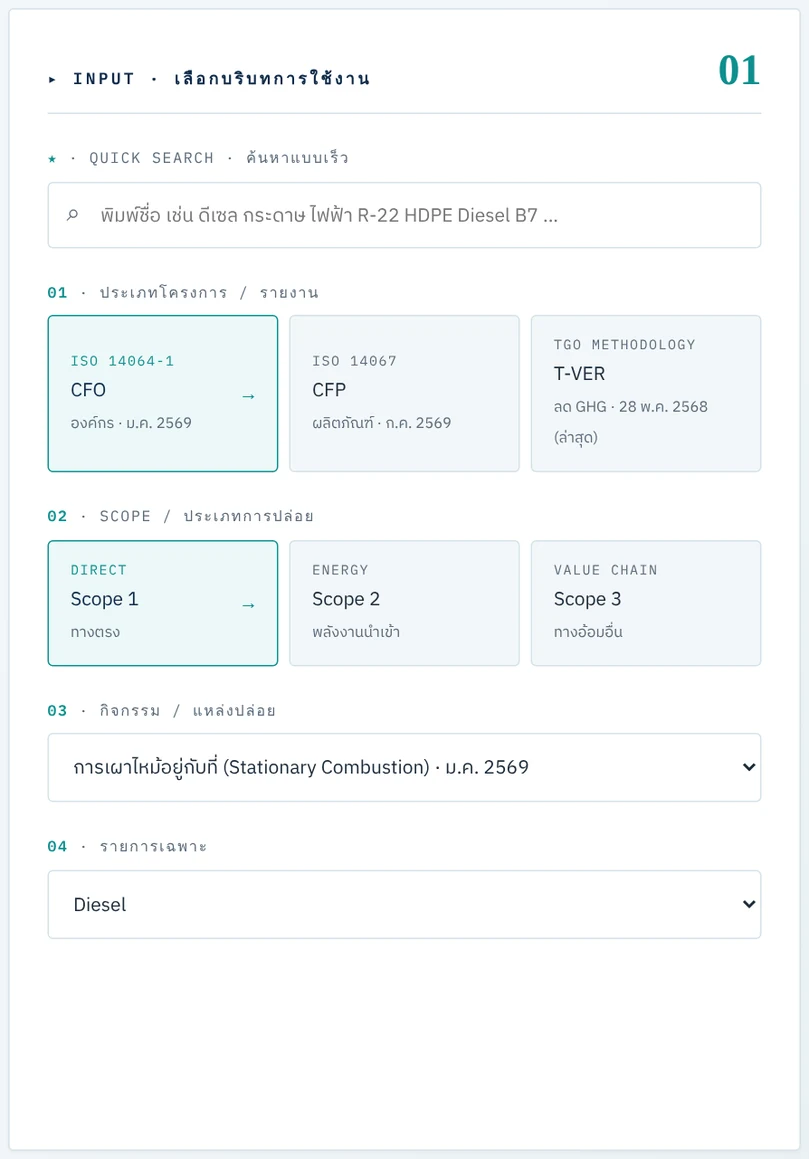 ▸ INPUT · เลือกบริบทการใช้งาน
01
★ · QUICK SEARCH · ค้นหาแบบเร็ว
⌕ พิมพ์ชื่อ เช่น ดีเซล กระดาษ ไฟฟ้า R-22 HDPE Diesel B7 ...
01 · ประเภทโครงการ / รายงาน
ISO 14064-1
CFO
→
องค์กร · ม.ค. 2569
ISO 14067
CFP
ผลิตภัณฑ์ · ก.ค. 2569
TGO METHODOLOGY
T-VER
ลด GHG · 28 พ.ค. 2568
(ล่าสุด)
02 · SCOPE / ประเภทการปล่อย
DIRECT
Scope 1
→
ทางตรง
ENERGY
Scope 2
พลังงานนำเข้า
VALUE CHAIN
Scope 3
ทางอ้อมอื่น
03 · กิจกรรม / แหล่งปล่อย
การเผาไหม้อยู่กับที่ (Stationary Combustion) · ม.ค. 2569
04 · รายการเฉพาะ
Diesel